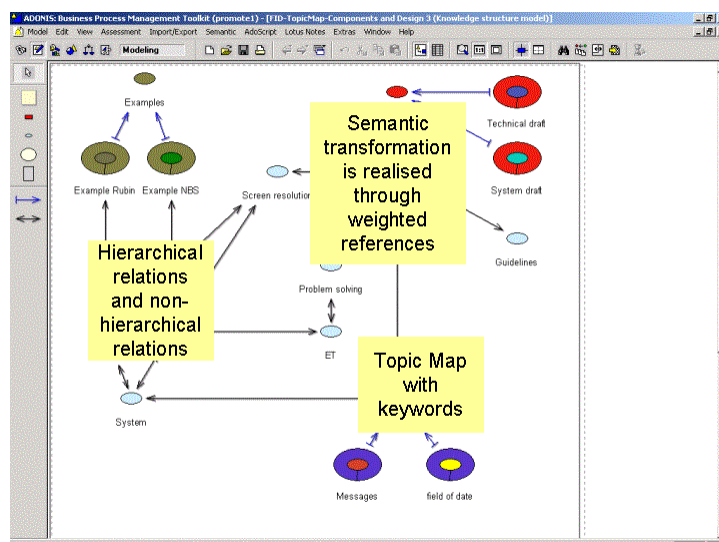 ADONIS: Business Process Management Toolkit (promote1) - [FID-TopicMap-Components and Design 3 (Knowledge structure model)]
Model Edit View Assessment Import/Export Semantic AdoScript Lotus Notes Extras Window Help
Modeling
Examples
Technical draft
Semantic
transformation
is realised
through
weighted
references
Example Rubin Example NBS
Screen resolution
System draft
Hierarchical
relations
and non-
hierarchical
relations
Guidelines
Problem solving
ET
Topic Map
with
keywords
System
Messages
field of date